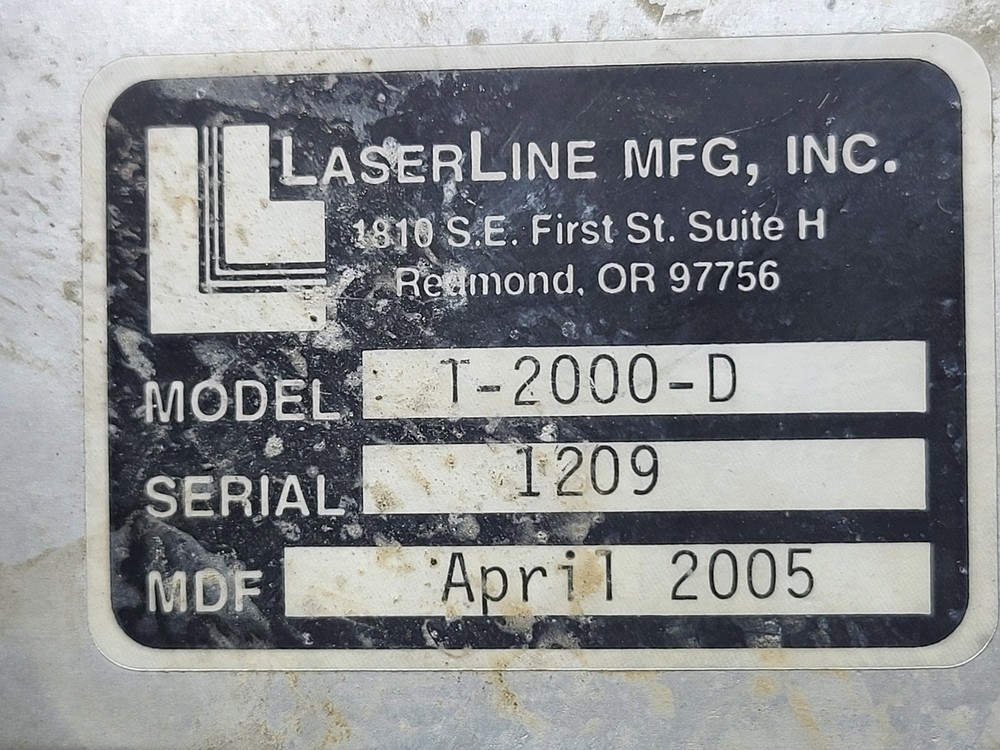 LASERLINE MFG, INC.
1810 S.E. First St. Suite H
Redmond, OR 97756
MODEL T-2000-D
SERIAL 1209
MDF April 2005